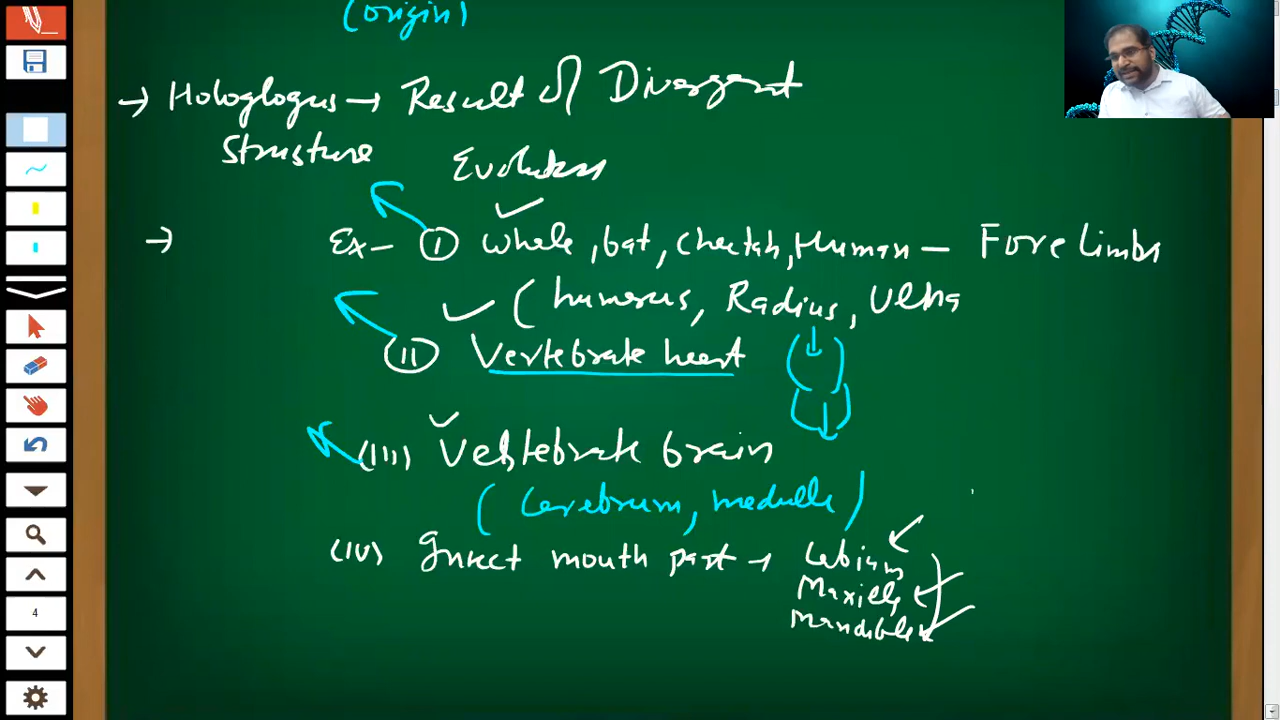 (origin)
→ Hologlogus → Result of Divergent
Structure
Evolution
→ Ex- (I) Whale, bat, Cheetah, Human - Fore limbs
(humerus, Radius, Ulna
(II) Vertebrate heart
(III) Vertebrate brain
(Cerebrum, medulla)
(IV) Insect mouth part → Labium
Maxilla
Mandible
4